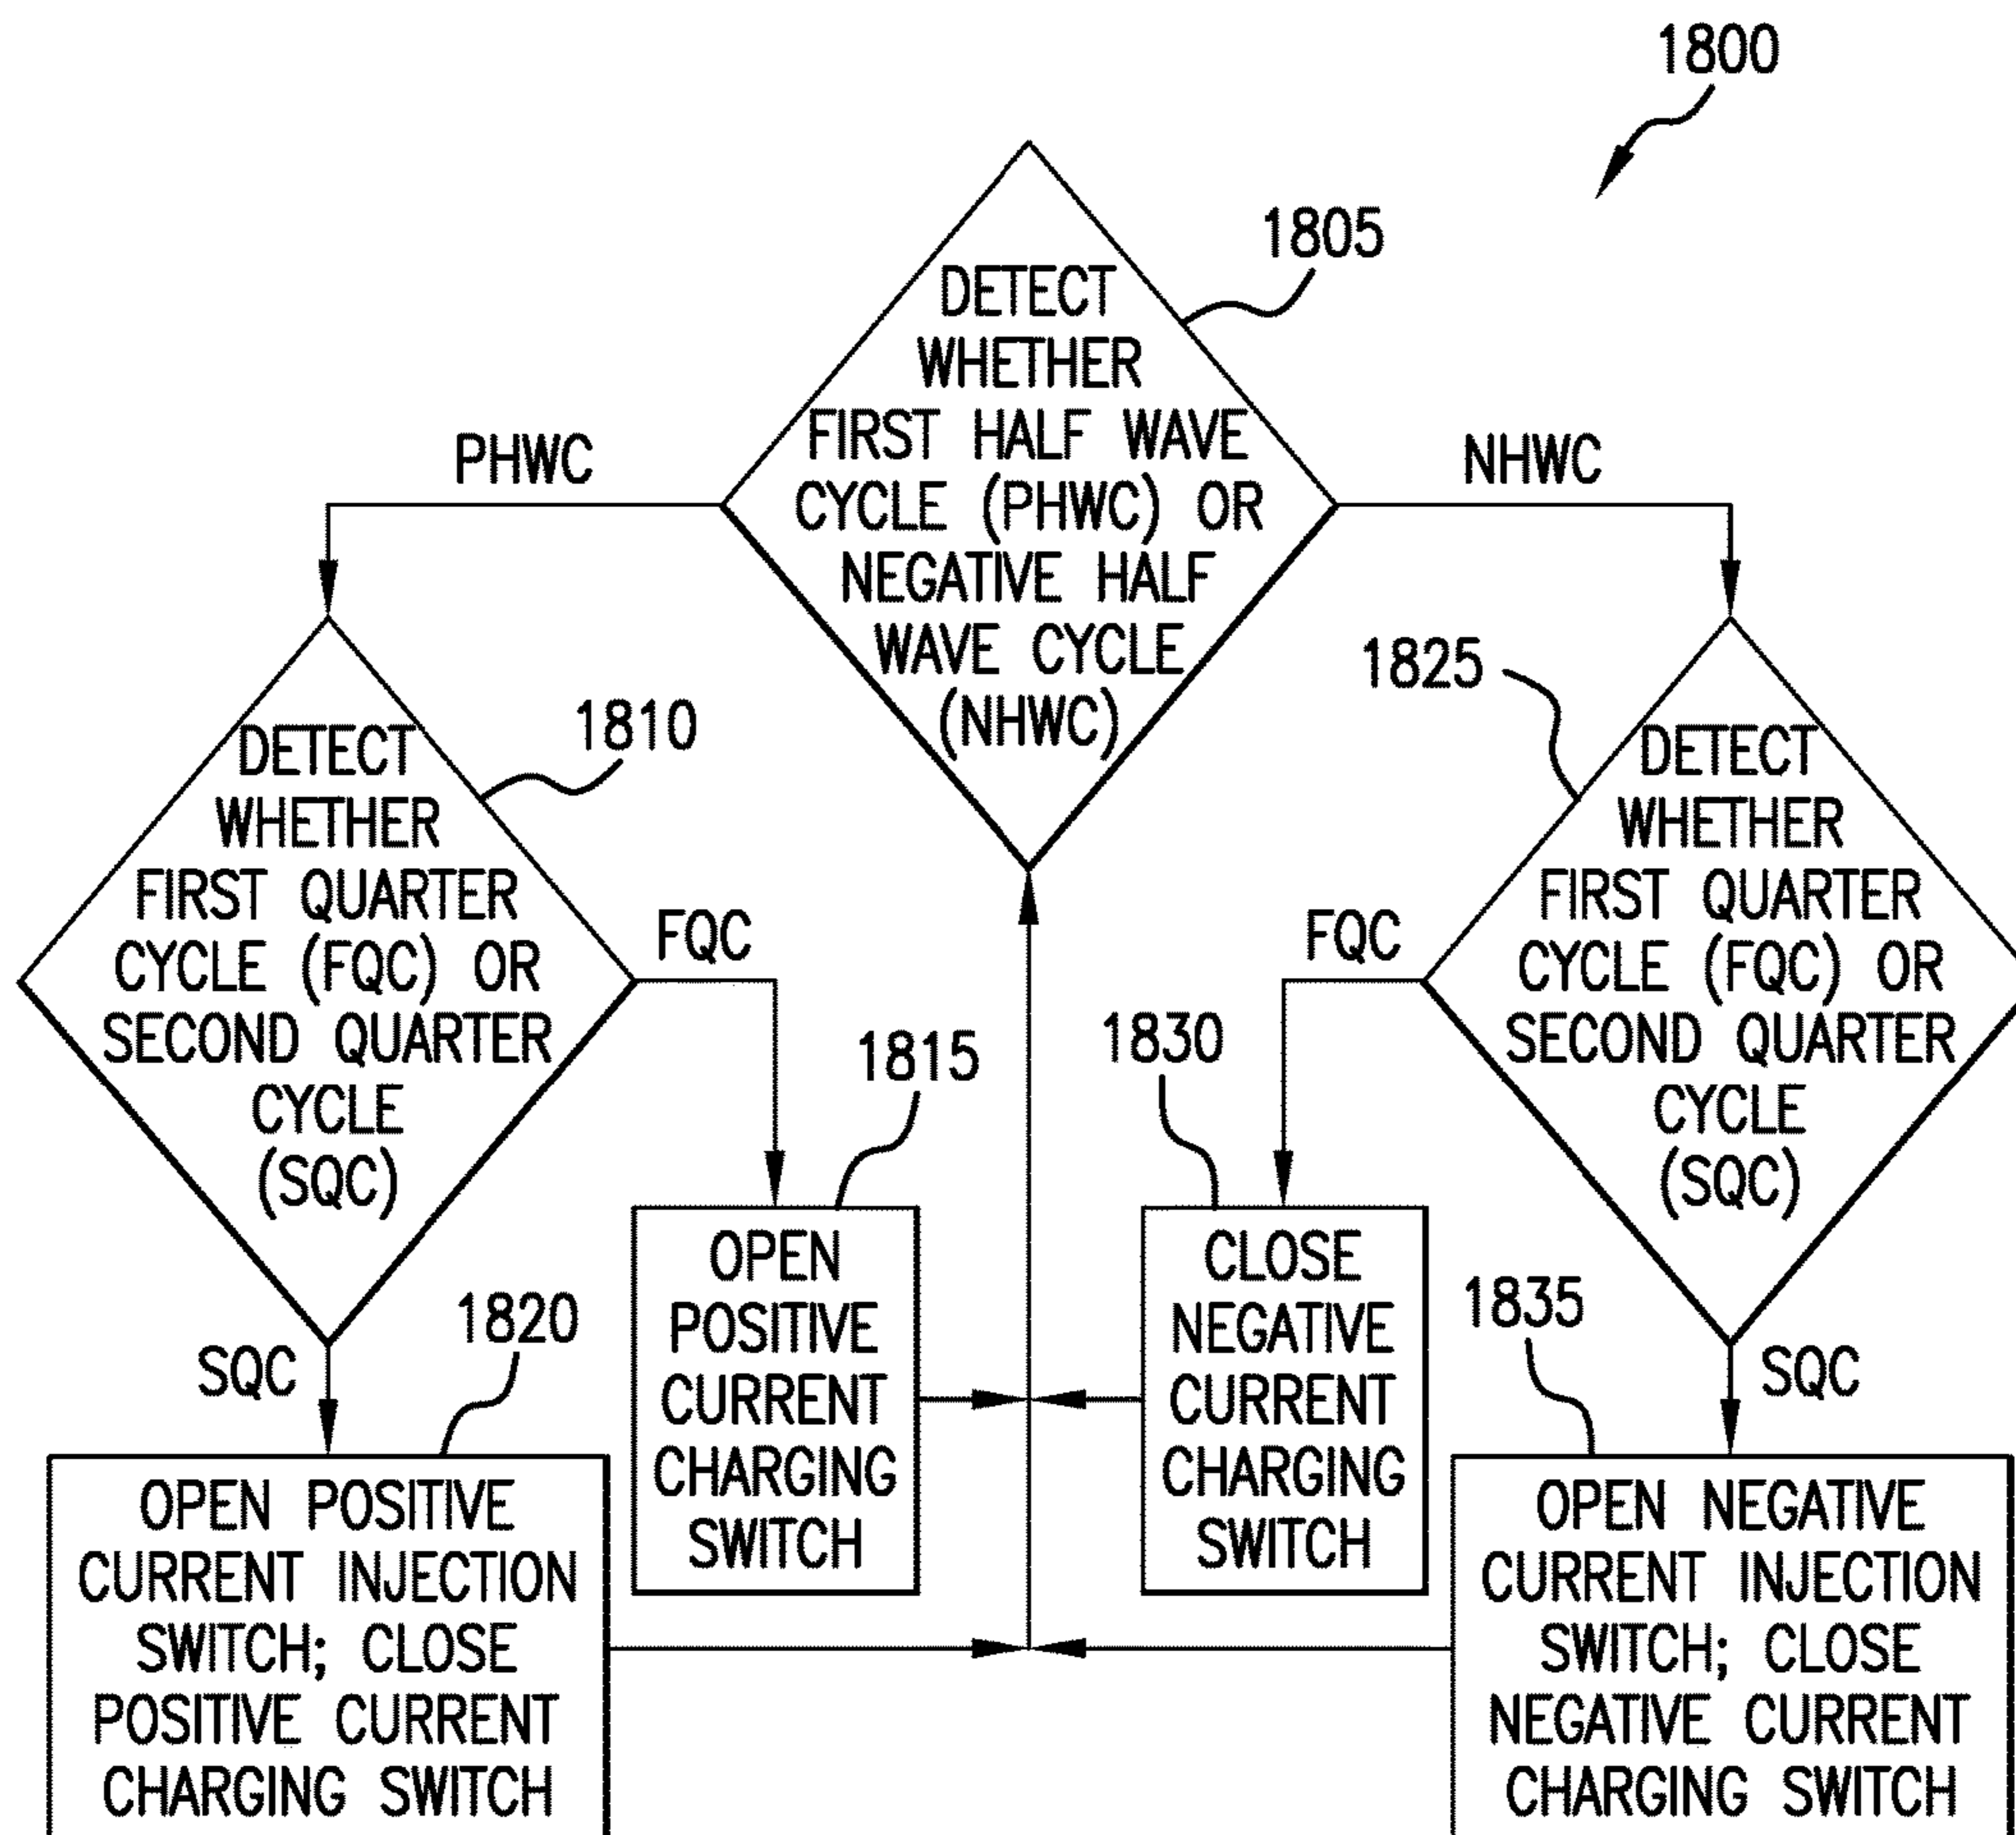 1800
1805
DETECT
WHETHER
FIRST HALF WAVE
CYCLE (PHWC) OR
NEGATIVE HALF
WAVE CYCLE
(NHWC)
PHWC
NHWC
1810
DETECT
WHETHER
FIRST QUARTER
CYCLE (FQC) OR
SECOND QUARTER
CYCLE
(SQC)
1825
DETECT
WHETHER
FIRST QUARTER
CYCLE (FQC) OR
SECOND QUARTER
CYCLE
(SQC)
FQC
FQC
1815
OPEN
POSITIVE
CURRENT
CHARGING
SWITCH
1830
CLOSE
NEGATIVE
CURRENT
CHARGING
SWITCH
SQC
1820
OPEN POSITIVE
CURRENT INJECTION
SWITCH; CLOSE
POSITIVE CURRENT
CHARGING SWITCH
1835
SQC
OPEN NEGATIVE
CURRENT INJECTION
SWITCH; CLOSE
NEGATIVE CURRENT
CHARGING SWITCH